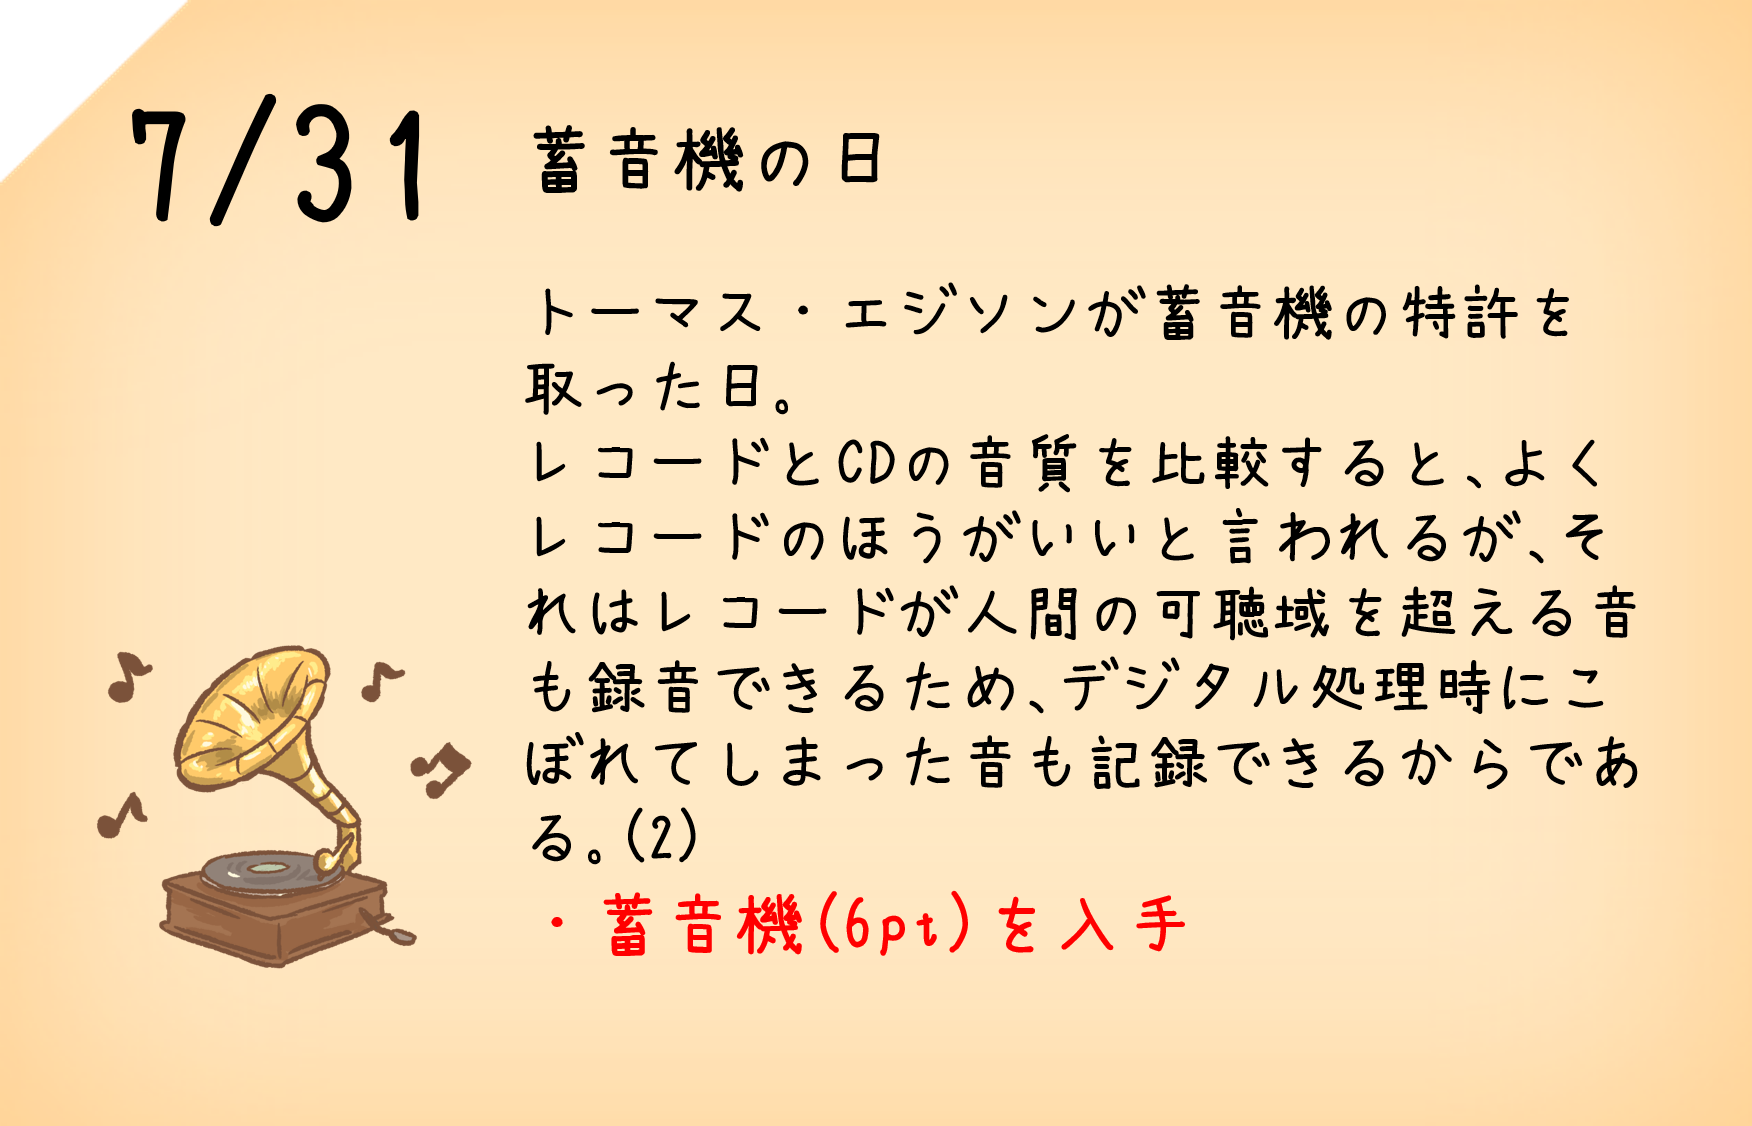 7/31 蓄音機の日
トーマス・エジソンが蓄音機の特許を
取った日。
レコードとCDの音質を比較すると、よく
レコードのほうがいいと言われるが、そ
れはレコードが人間の可聴域を超える音
も録音できるため、デジタル処理時にこ
ぼれてしまった音も記録できるからであ
る。(2)
・蓄音機(6pt)を入手